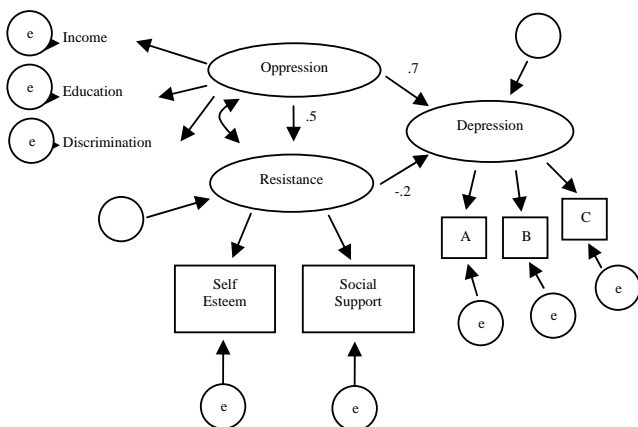 e
Income
e
Education
e
Discrimination
Oppression
.7
.5
Depression
Resistance
-.2
A
B
C
Self
Esteem
Social
Support
e
e
e
e
e